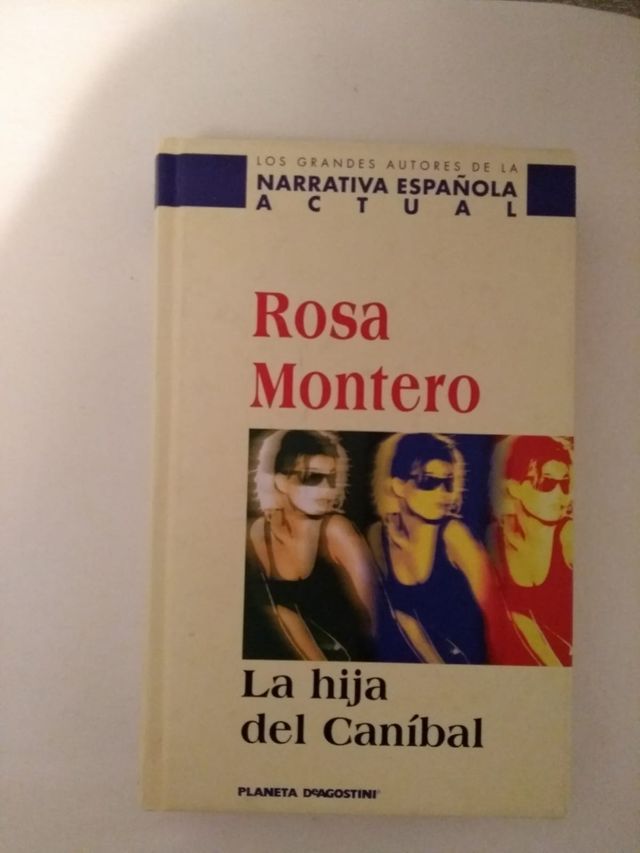 LOS GRANDES AUTORES DE LA
NARRATIVA ESPAÑOLA
ACTUAL
Rosa
Montero
La hija
del Caníbal
PLANETA DeAGOSTINI